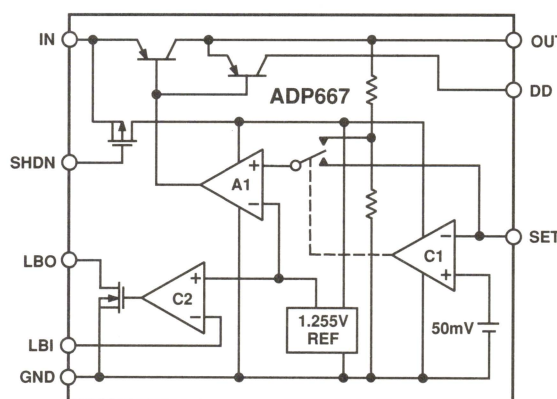 IN
OUT
DD
ADP667
SHDN
A1
+
−
SET
C1
−
+
LBO
C2
+
−
1.255V
REF
50mV
LBI
GND